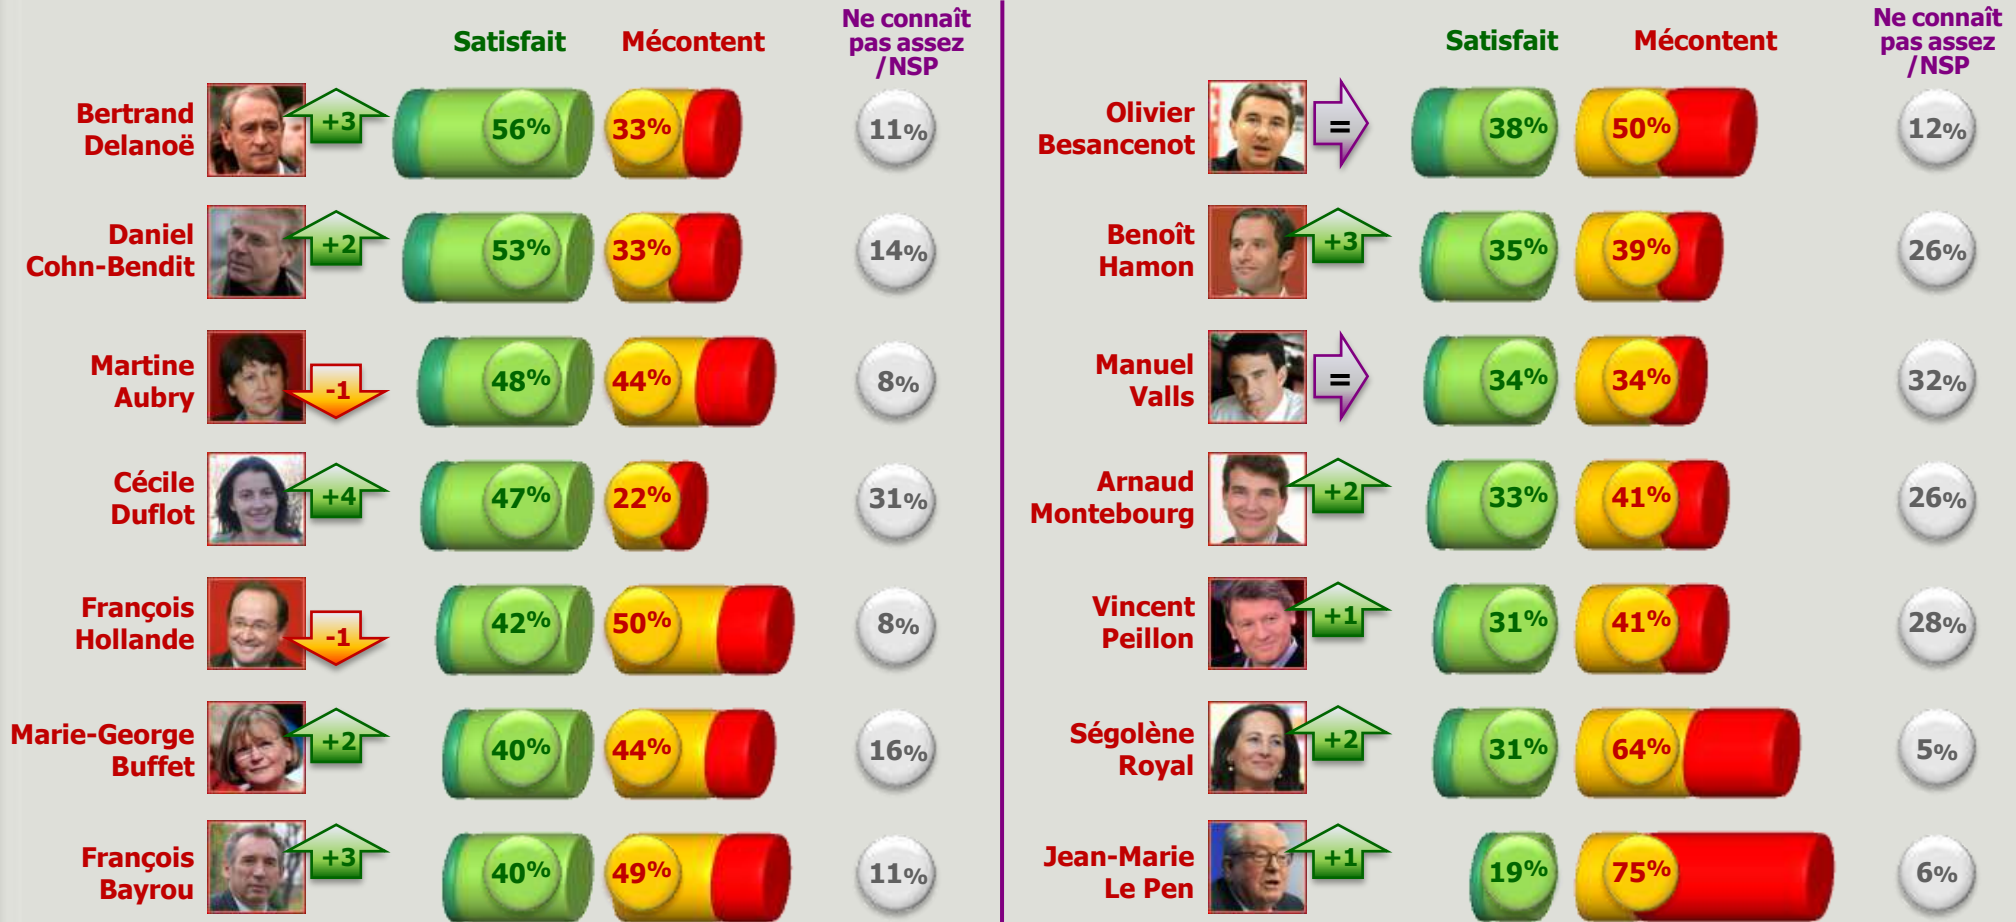 Satisfait Mécontent Ne connaît
pas assez
/NSP
Bertrand
Delanoë +3 56% 33% 11%
Daniel
Cohn-Bendit +2 53% 33% 14%
Martine
Aubry -1 48% 44% 8%
Cécile
Duflot +4 47% 22% 31%
François
Hollande -1 42% 50% 8%
Marie-George
Buffet +2 40% 44% 16%
François
Bayrou +3 40% 49% 11%
Satisfait Mécontent Ne connaît
pas assez
/NSP
Olivier
Besancenot = 38% 50% 12%
Benoît
Hamon +3 35% 39% 26%
Manuel
Valls = 34% 34% 32%
Arnaud
Montebourg +2 33% 41% 26%
Vincent
Peillon +1 31% 41% 28%
Ségolène
Royal +2 31% 64% 5%
Jean-Marie
Le Pen +1 19% 75% 6%